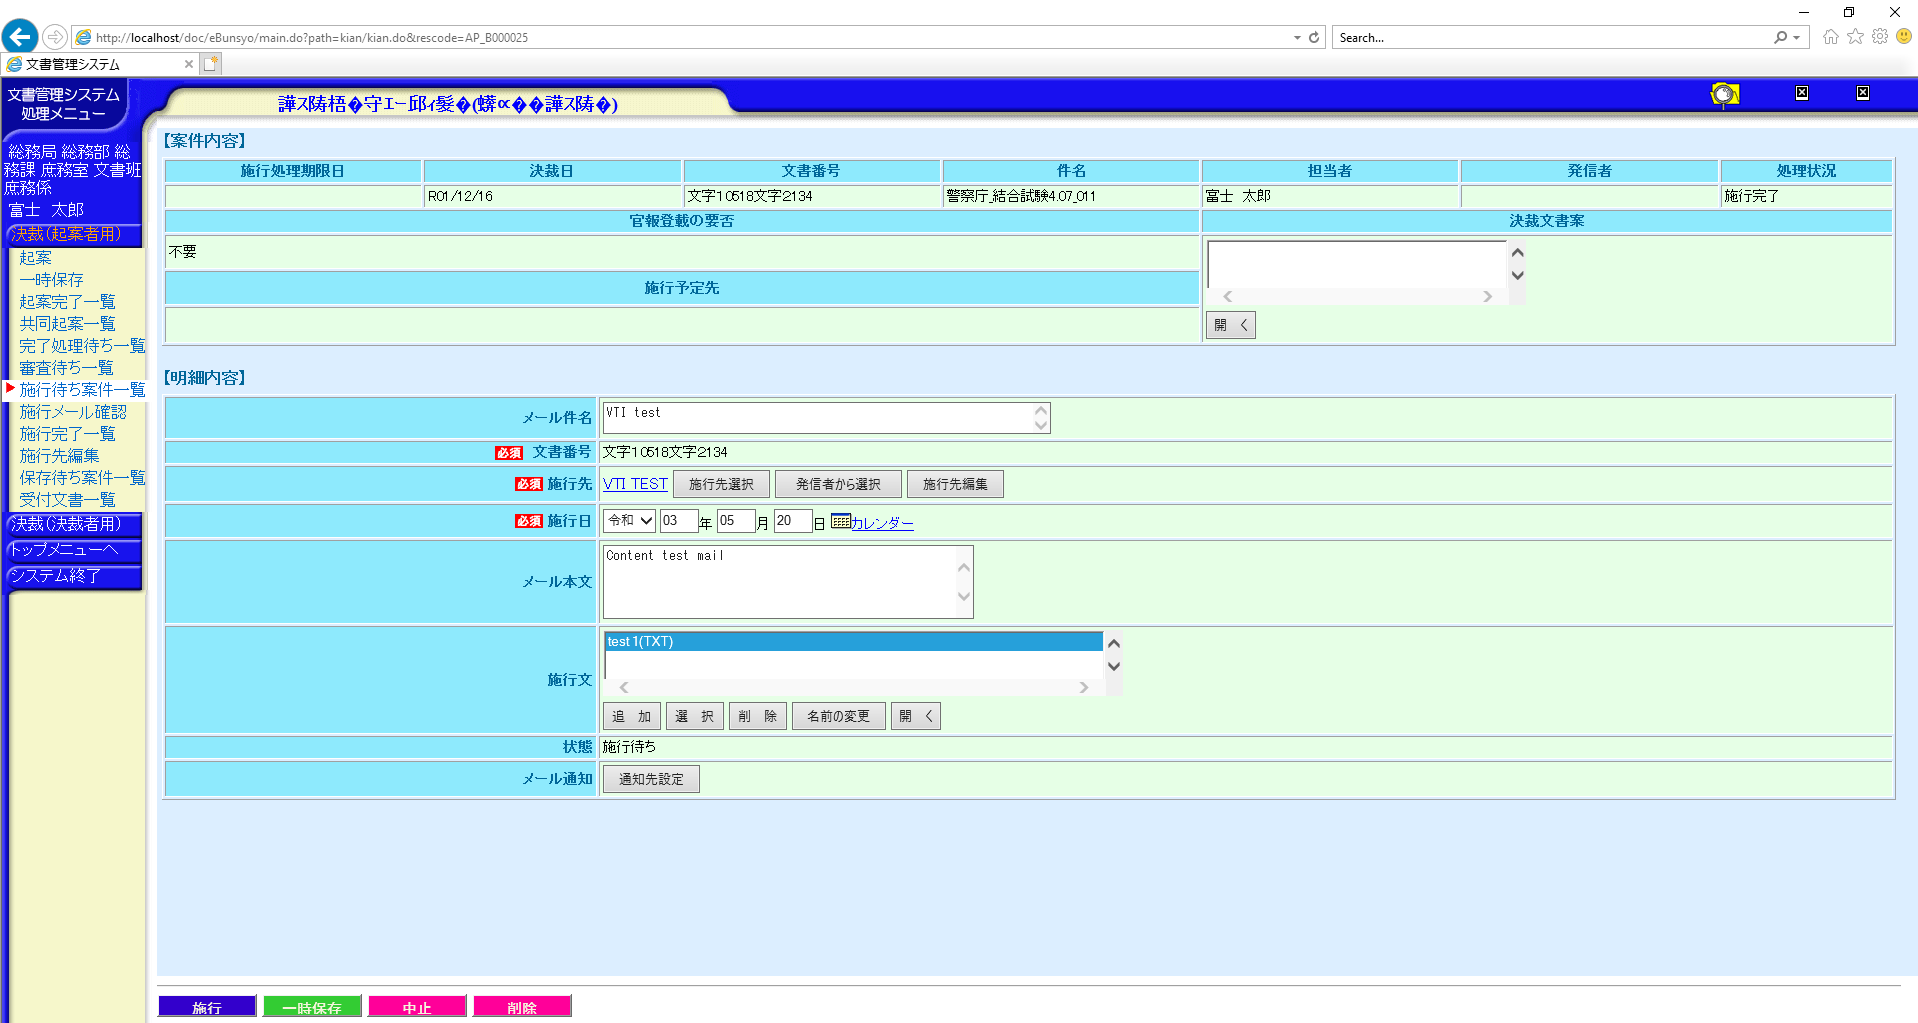 http://localhost/doc/eBunsyo/main.do?path=kian/kian.do&rescode=AP_B000025
Search...
文書管理システム
文書管理システム
処理メニュー
総務局 総務部 総
務課 庶務室 文書班
庶務係
富士　太郎
決裁(起案者用)
起案
一時保存
起案完了一覧
共同起案一覧
完了処理待ち一覧
審査待ち一覧
施行待ち案件一覧
施行メール確認
施行完了一覧
施行先編集
保存待ち案件一覧
受付文書一覧
決裁(決裁者用)
トップメニューへ
システム終了
【案件内容】
施行処理期限日 決裁日 文書番号 件名 担当者 発信者 処理状況
R01/12/16 文字10518文字2134 警察庁_結合試験4.07_011 富士　太郎 施行完了
官報登載の要否 決裁文書案
不要
施行予定先
開　く
【明細内容】
メール件名 VTI test
必須 文書番号 文字10518文字2134
必須 施行先 VTI TEST 施行先選択 発信者から選択 施行先編集
必須 施行日 令和 03 年 05 月 20 日 カレンダー
メール本文 Content test mail
施行文 test1(TXT)
追　加 選　択 削　除 名前の変更 開　く
状態 施行待ち
メール通知 通知先設定
施行 一時保存 中止 削除